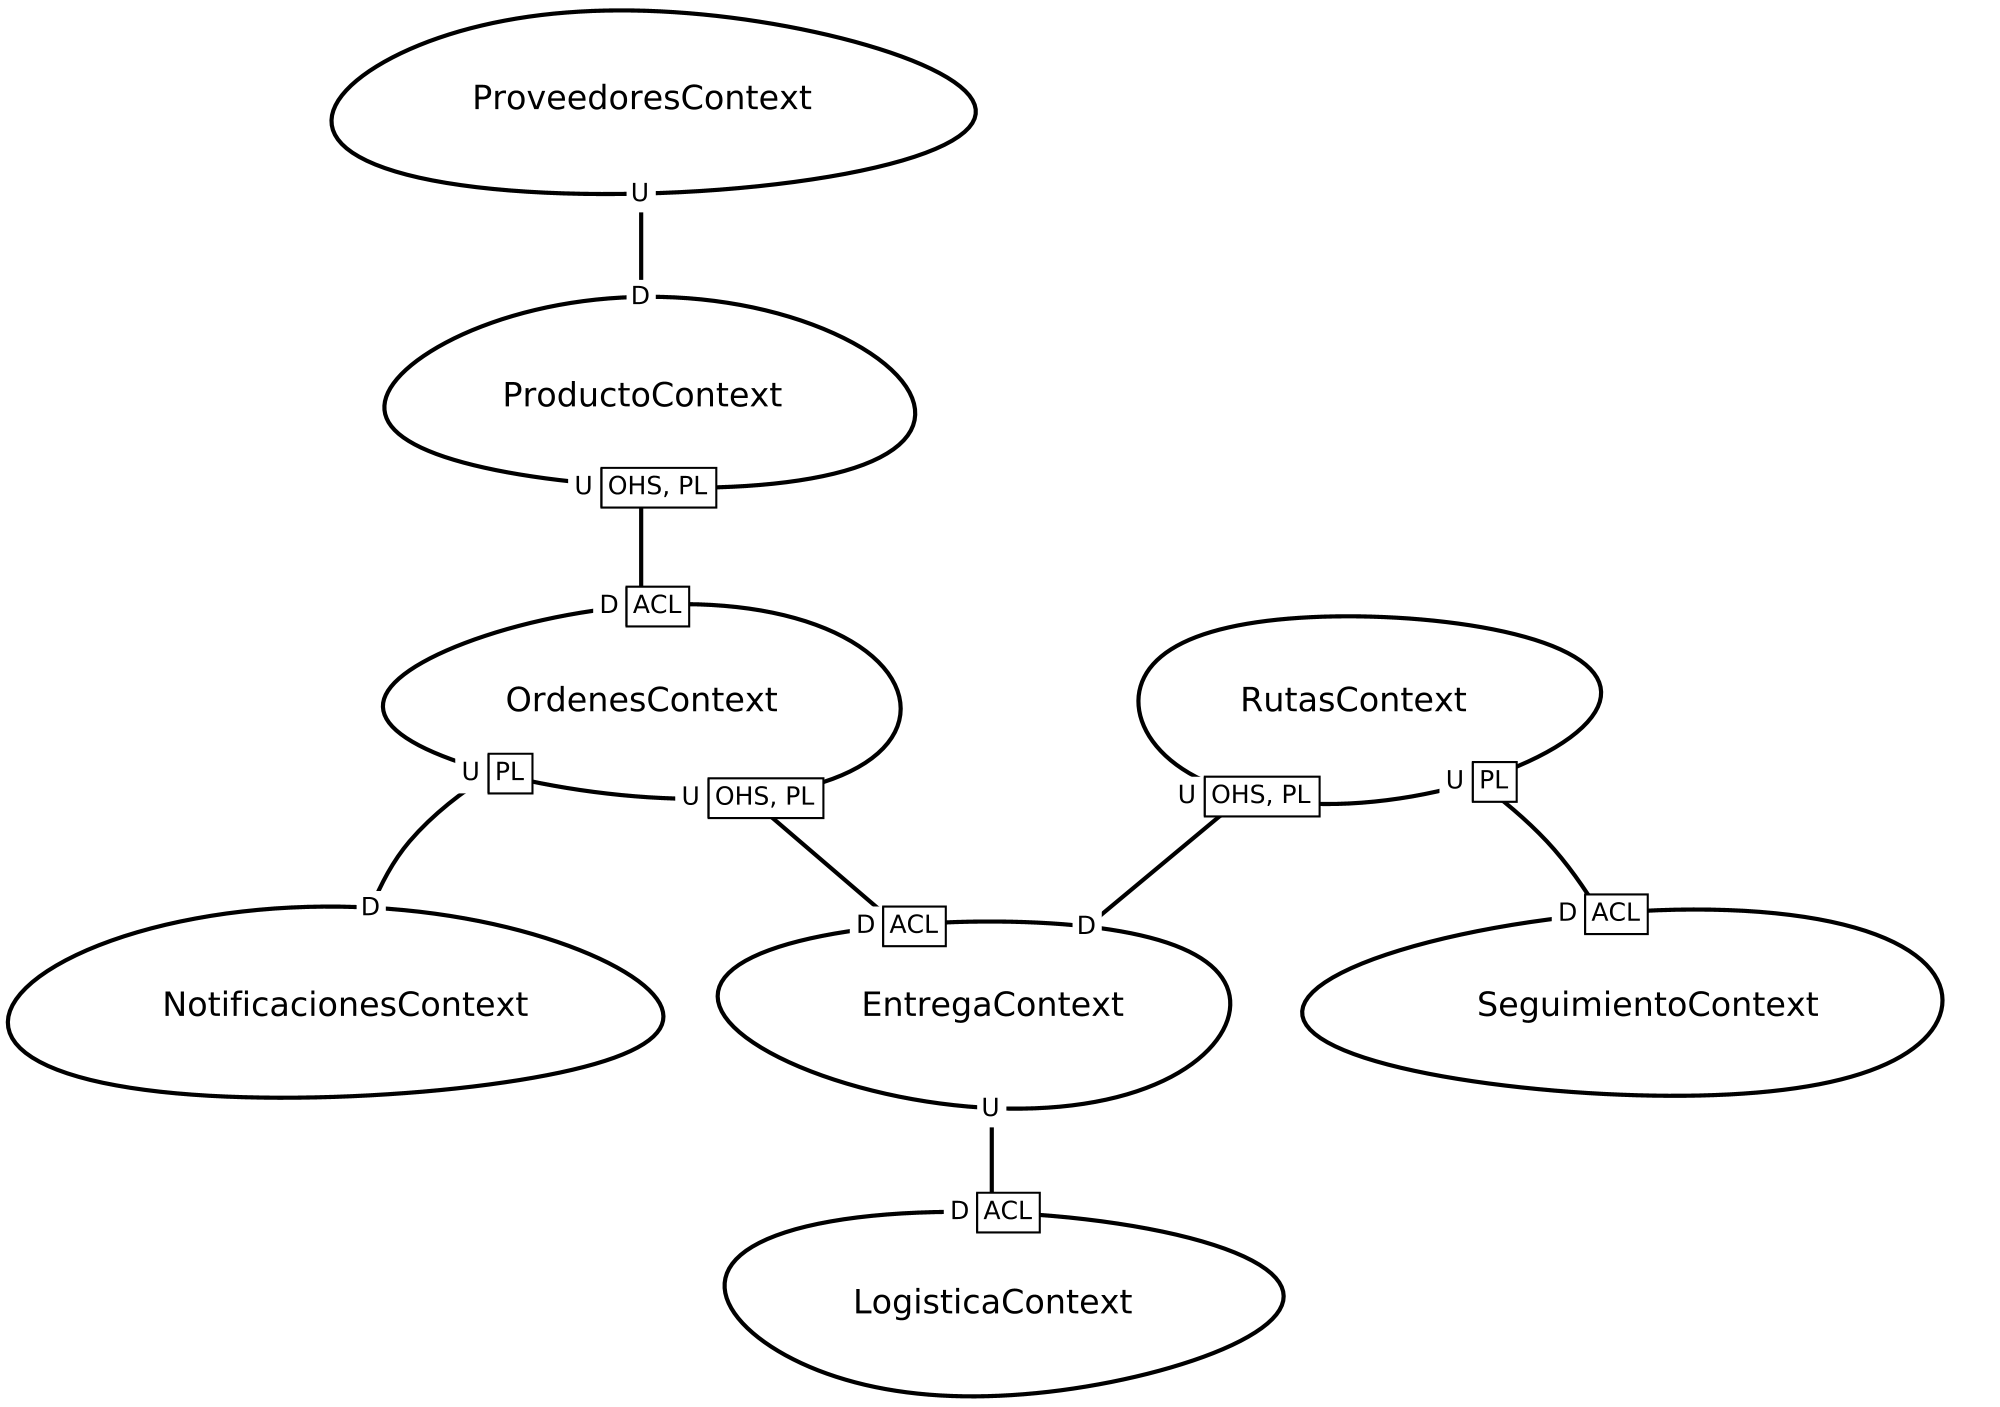 ProveedoresContext
U
D
ProductoContext
U OHS, PL
D ACL
OrdenesContext
RutasContext
U PL
U OHS, PL
U OHS, PL
U PL
D
D ACL
D
D ACL
NotificacionesContext
EntregaContext
SeguimientoContext
U
D ACL
LogisticaContext